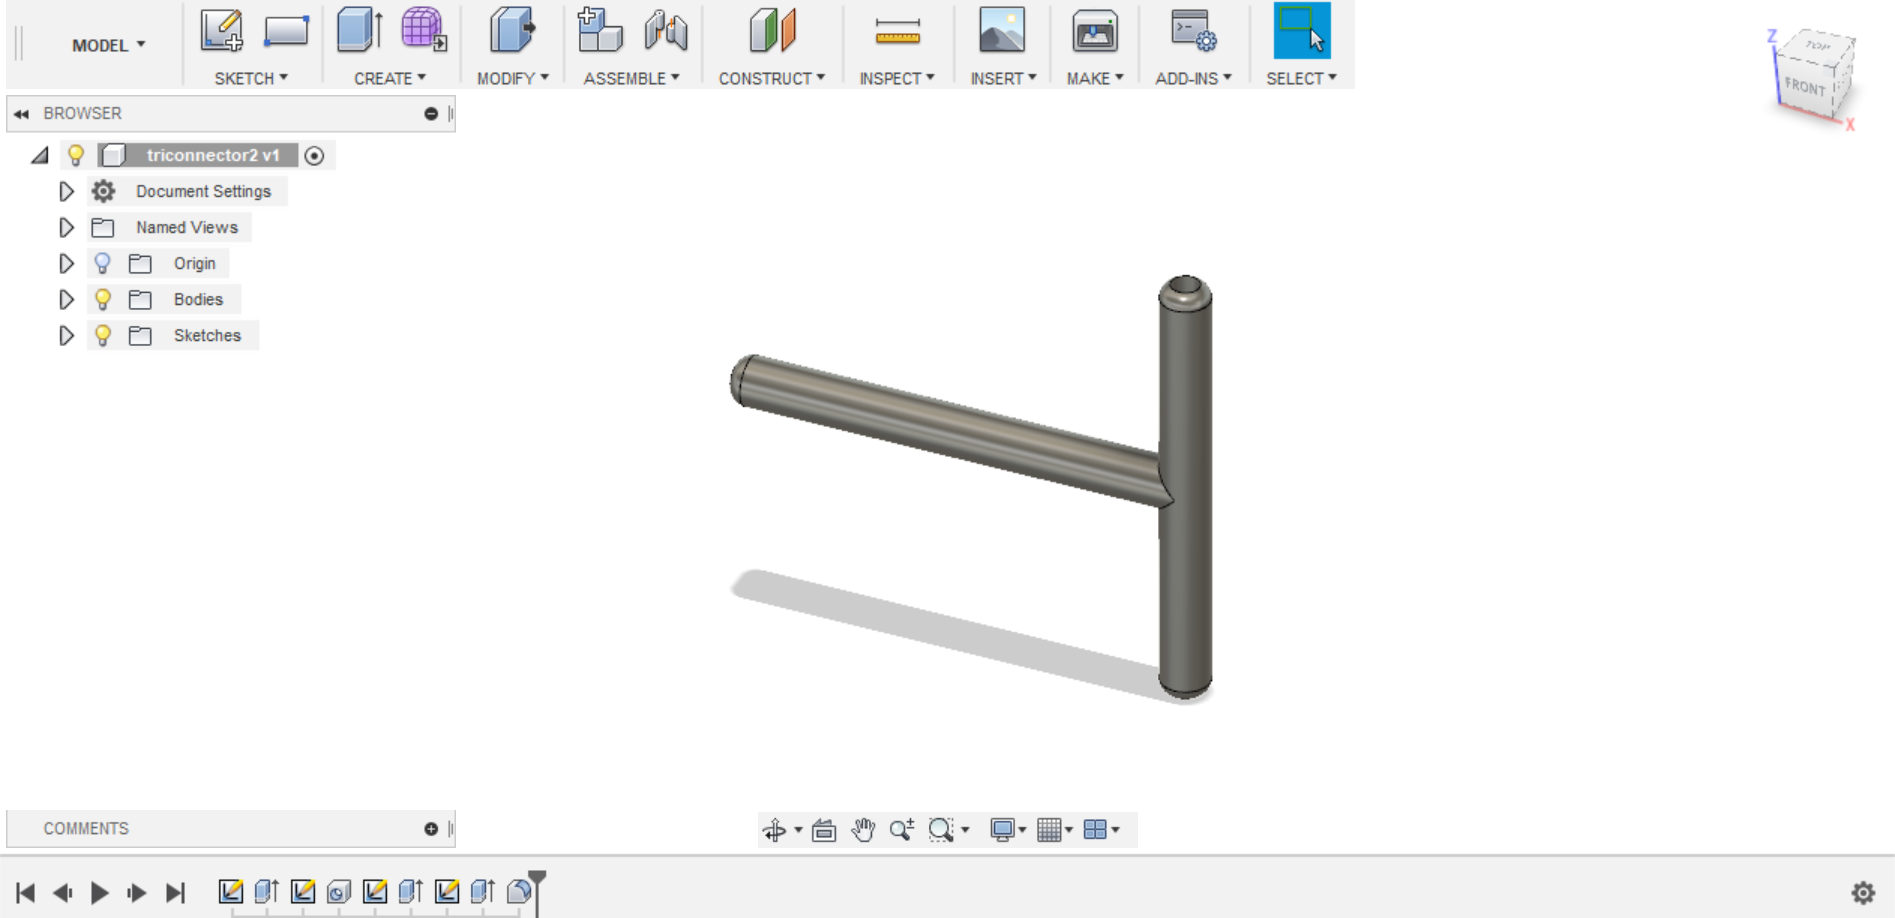 MODEL
SKETCH
CREATE
MODIFY
ASSEMBLE
CONSTRUCT
INSPECT
INSERT
MAKE
ADD-INS
SELECT
Z
TOP
FRONT
X
BROWSER
triconnector2 v1
Document Settings
Named Views
Origin
Bodies
Sketches
COMMENTS